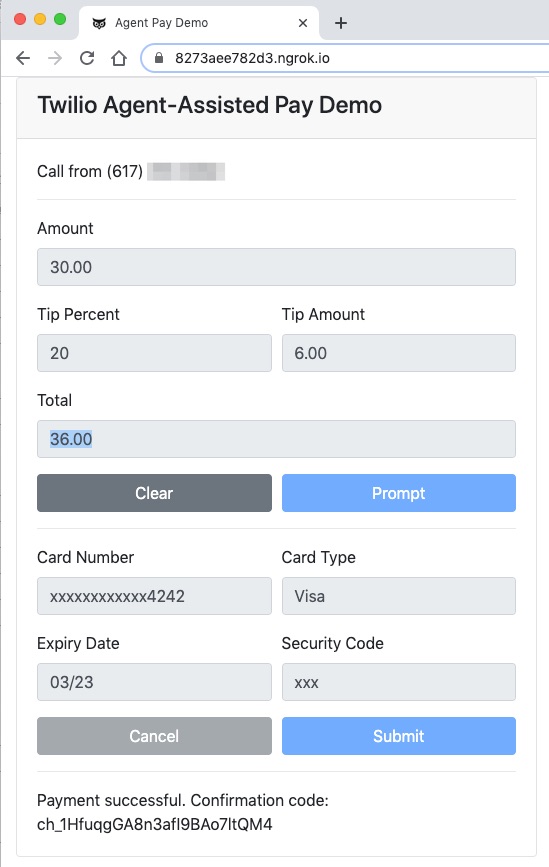 Agent Pay Demo
8273aee782d3.ngrok.io
Twilio Agent-Assisted Pay Demo
Call from (617)
Amount
30.00
Tip Percent Tip Amount
20 6.00
Total
36.00
Clear Prompt
Card Number Card Type
xxxxxxxxxxxx4242 Visa
Expiry Date Security Code
03/23 xxx
Cancel Submit
Payment successful. Confirmation code:
ch_1HfuqgGA8n3afl9BAo7ltQM4